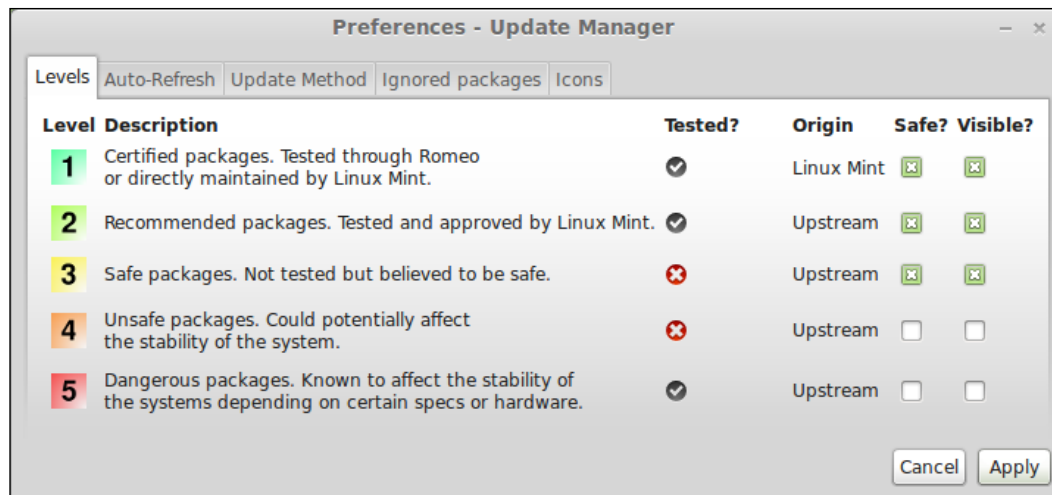 Preferences - Update Manager
Levels Auto-Refresh Update Method Ignored packages Icons
Level Description Tested? Origin Safe? Visible?
1 Certified packages. Tested through Romeo
or directly maintained by Linux Mint. Linux Mint
2 Recommended packages. Tested and approved by Linux Mint. Upstream
3 Safe packages. Not tested but believed to be safe. Upstream
4 Unsafe packages. Could potentially affect
the stability of the system. Upstream
5 Dangerous packages. Known to affect the stability of
the systems depending on certain specs or hardware. Upstream
Cancel Apply